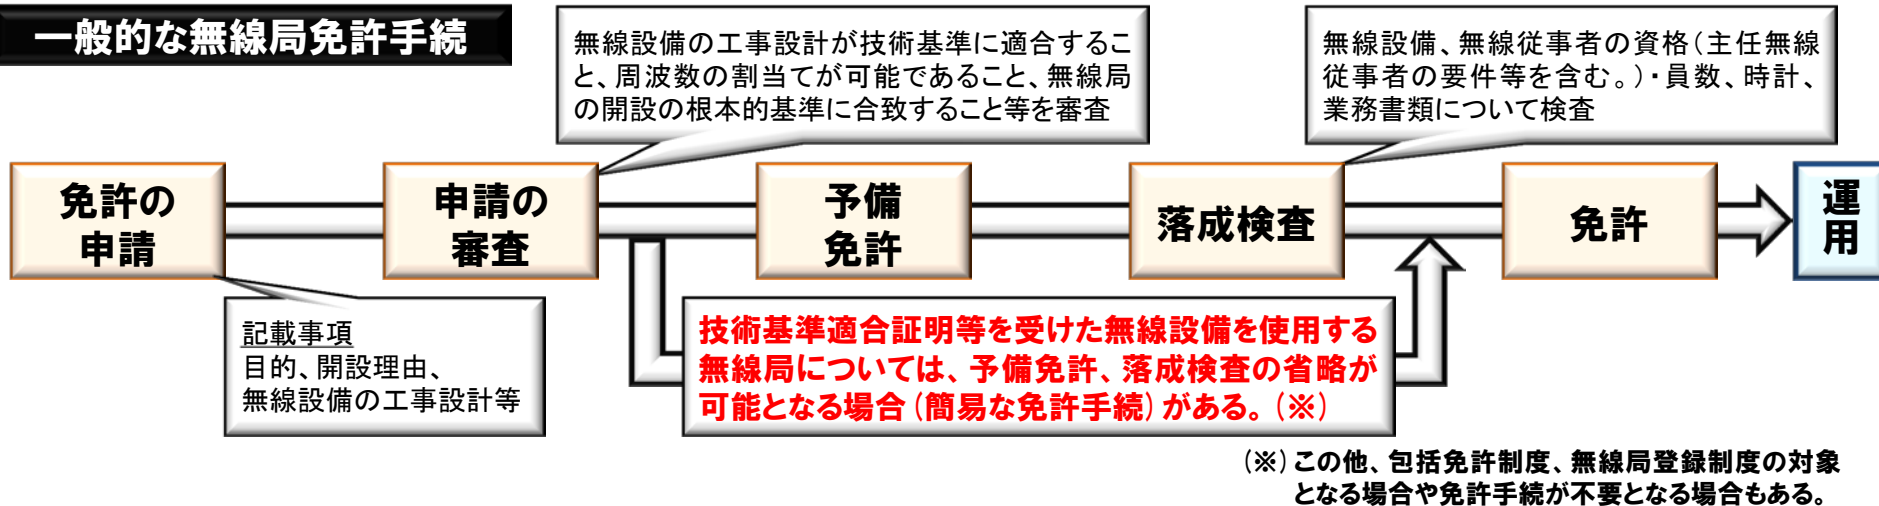 一般的な無線局免許手続
無線設備の工事設計が技術基準に適合するこ
と、周波数の割当てが可能であること、無線局
の開設の根本的基準に合致すること等を審査
無線設備、無線従事者の資格(主任無線
従事者の要件等を含む。)・員数、時計、
業務書類について検査
免許の
申請
申請の
審査
予備
免許
落成検査
免許
運
用
記載事項
目的、開設理由、
無線設備の工事設計等
技術基準適合証明等を受けた無線設備を使用する
無線局については、予備免許、落成検査の省略が
可能となる場合(簡易な免許手続)がある。(※)
(※)この他、包括免許制度、無線局登録制度の対象
となる場合や免許手続が不要となる場合もある。